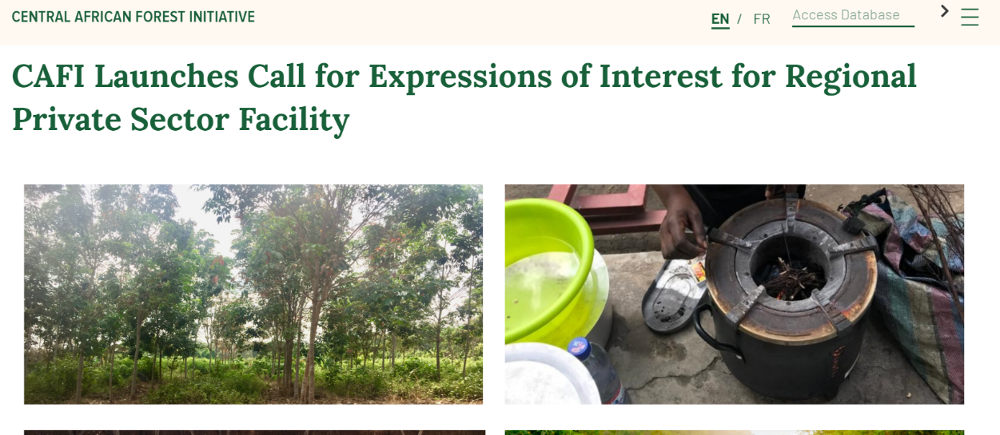 CENTRAL AFRICAN FOREST INITIATIVE
EN / FR
Access Database
CAFI Launches Call for Expressions of Interest for Regional
Private Sector Facility